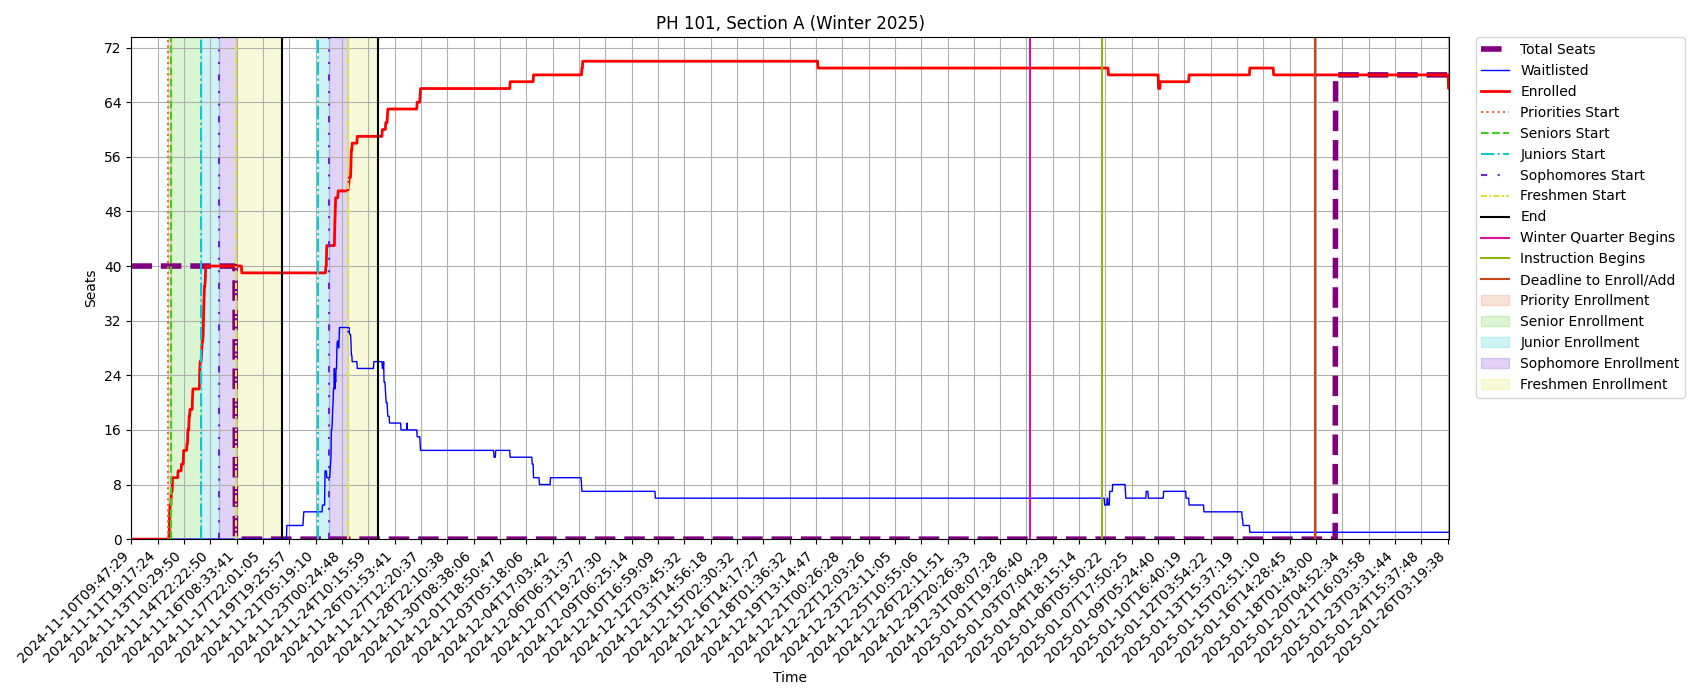 PH 101, Section A (Winter 2025)
Seats
72
64
56
48
40
32
24
16
8
0
2024-11-10T09:47:29
2024-11-11T19:17:24
2024-11-13T10:29:50
2024-11-14T22:22:50
2024-11-16T08:33:41
2024-11-17T22:01:05
2024-11-19T19:25:57
2024-11-21T05:19:10
2024-11-23T00:24:48
2024-11-24T10:15:59
2024-11-26T01:53:41
2024-11-27T12:20:37
2024-11-28T22:10:38
2024-11-30T08:38:06
2024-12-01T18:50:47
2024-12-03T05:18:06
2024-12-04T17:03:42
2024-12-06T06:31:37
2024-12-07T19:27:30
2024-12-09T06:25:14
2024-12-10T16:59:09
2024-12-12T03:45:32
2024-12-13T14:56:18
2024-12-15T02:30:32
2024-12-16T14:17:27
2024-12-18T01:36:32
2024-12-19T13:14:47
2024-12-21T00:26:28
2024-12-22T12:03:26
2024-12-23T23:11:05
2024-12-25T10:55:06
2024-12-26T22:11:51
2024-12-29T20:26:33
2024-12-31T08:07:28
2025-01-01T19:26:40
2025-01-03T07:04:29
2025-01-04T18:15:14
2025-01-06T05:50:22
2025-01-07T17:50:25
2025-01-09T05:24:40
2025-01-10T16:40:19
2025-01-12T03:54:22
2025-01-13T15:37:19
2025-01-15T02:51:10
2025-01-16T14:28:45
2025-01-18T01:43:00
2025-01-20T04:52:34
2025-01-21T16:03:58
2025-01-23T03:31:44
2025-01-24T15:37:48
2025-01-26T03:19:38
Time
Total Seats
Waitlisted
Enrolled
Priorities Start
Seniors Start
Juniors Start
Sophomores Start
Freshmen Start
End
Winter Quarter Begins
Instruction Begins
Deadline to Enroll/Add
Priority Enrollment
Senior Enrollment
Junior Enrollment
Sophomore Enrollment
Freshmen Enrollment